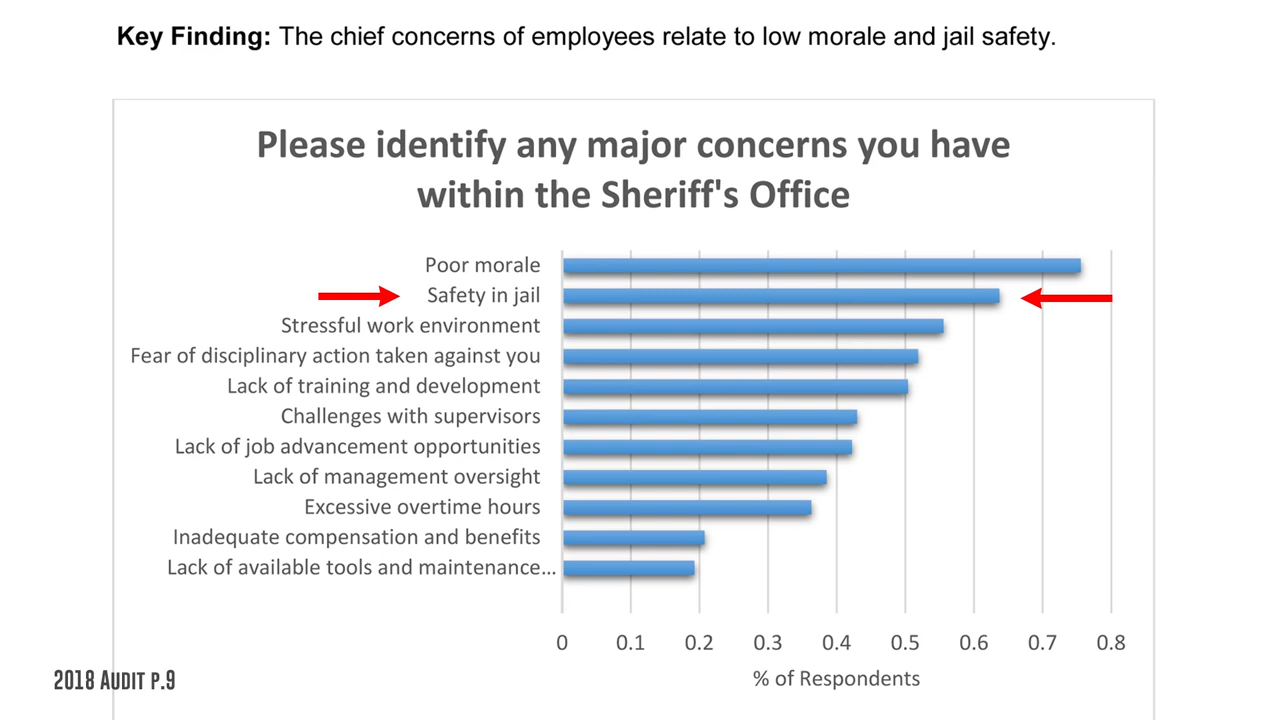 Key Finding: The chief concerns of employees relate to low morale and jail safety.
Please identify any major concerns you have
within the Sheriff's Office
Poor morale
Safety in jail
Stressful work environment
Fear of disciplinary action taken against you
Lack of training and development
Challenges with supervisors
Lack of job advancement opportunities
Lack of management oversight
Excessive overtime hours
Inadequate compensation and benefits
Lack of available tools and maintenance...
0 0.1 0.2 0.3 0.4 0.5 0.6 0.7 0.8
% of Respondents
2018 AUDIT P.9